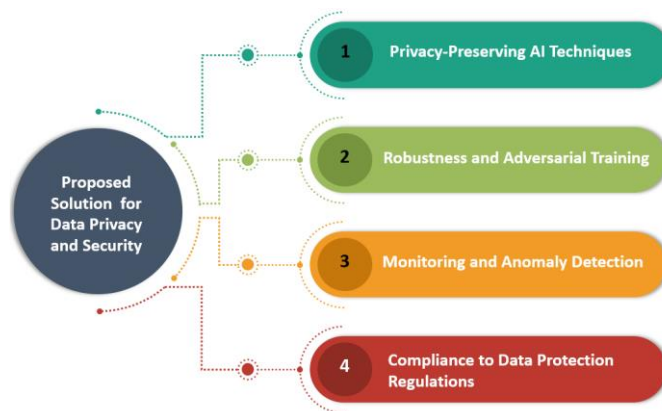 Proposed
Solution for
Data Privacy
and Security
1
Privacy-Preserving AI Techniques
2
Robustness and Adversarial Training
3
Monitoring and Anomaly Detection
4
Compliance to Data Protection
Regulations